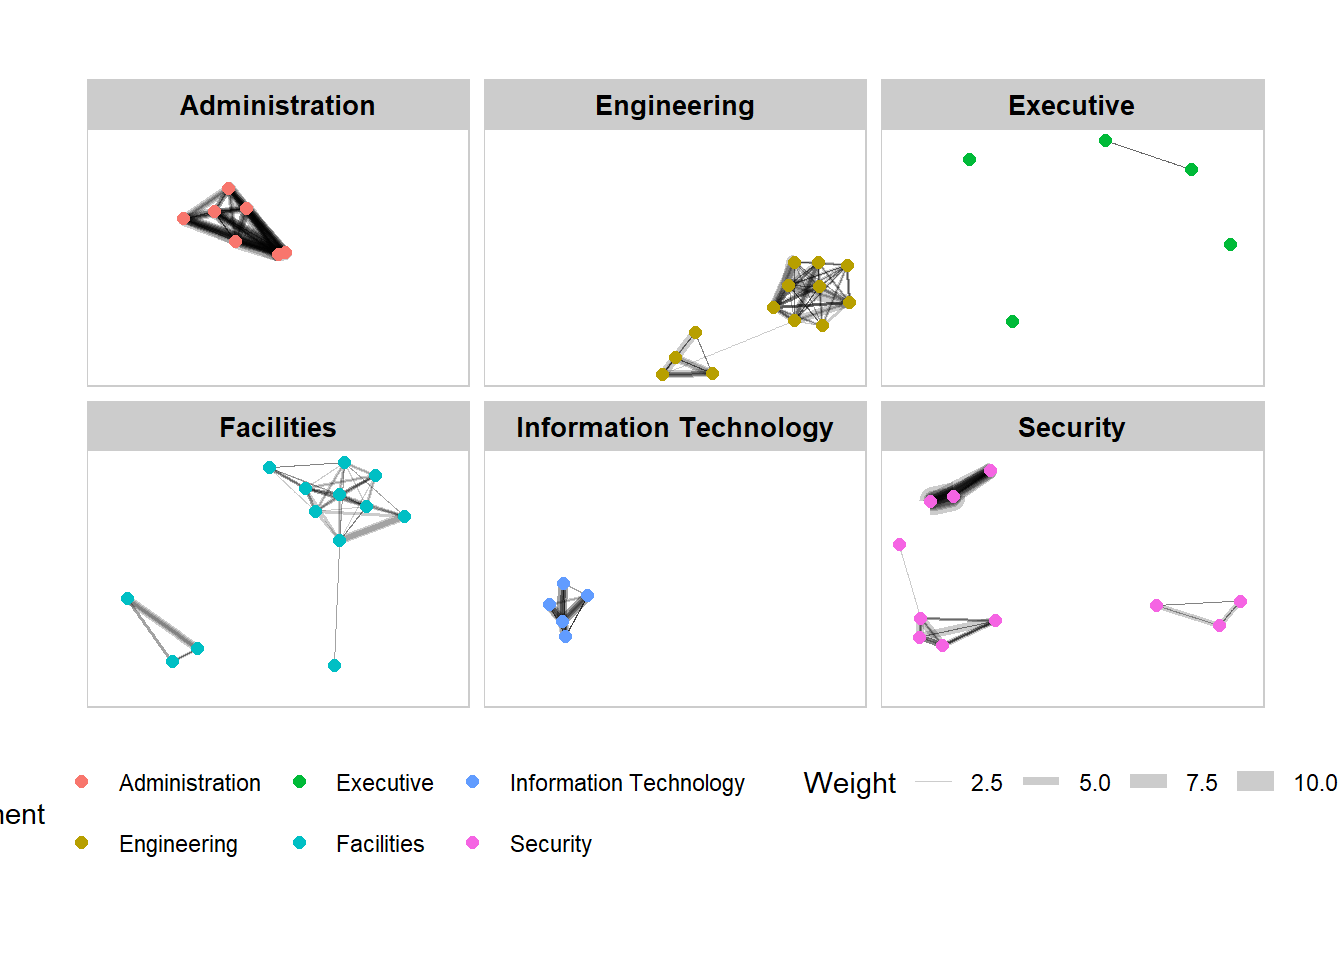 Administration
Engineering
Executive
Facilities
Information Technology
Security
Administration
Executive
Information Technology
Weight
2.5
5.0
7.5
10.0
Engineering
Facilities
Security